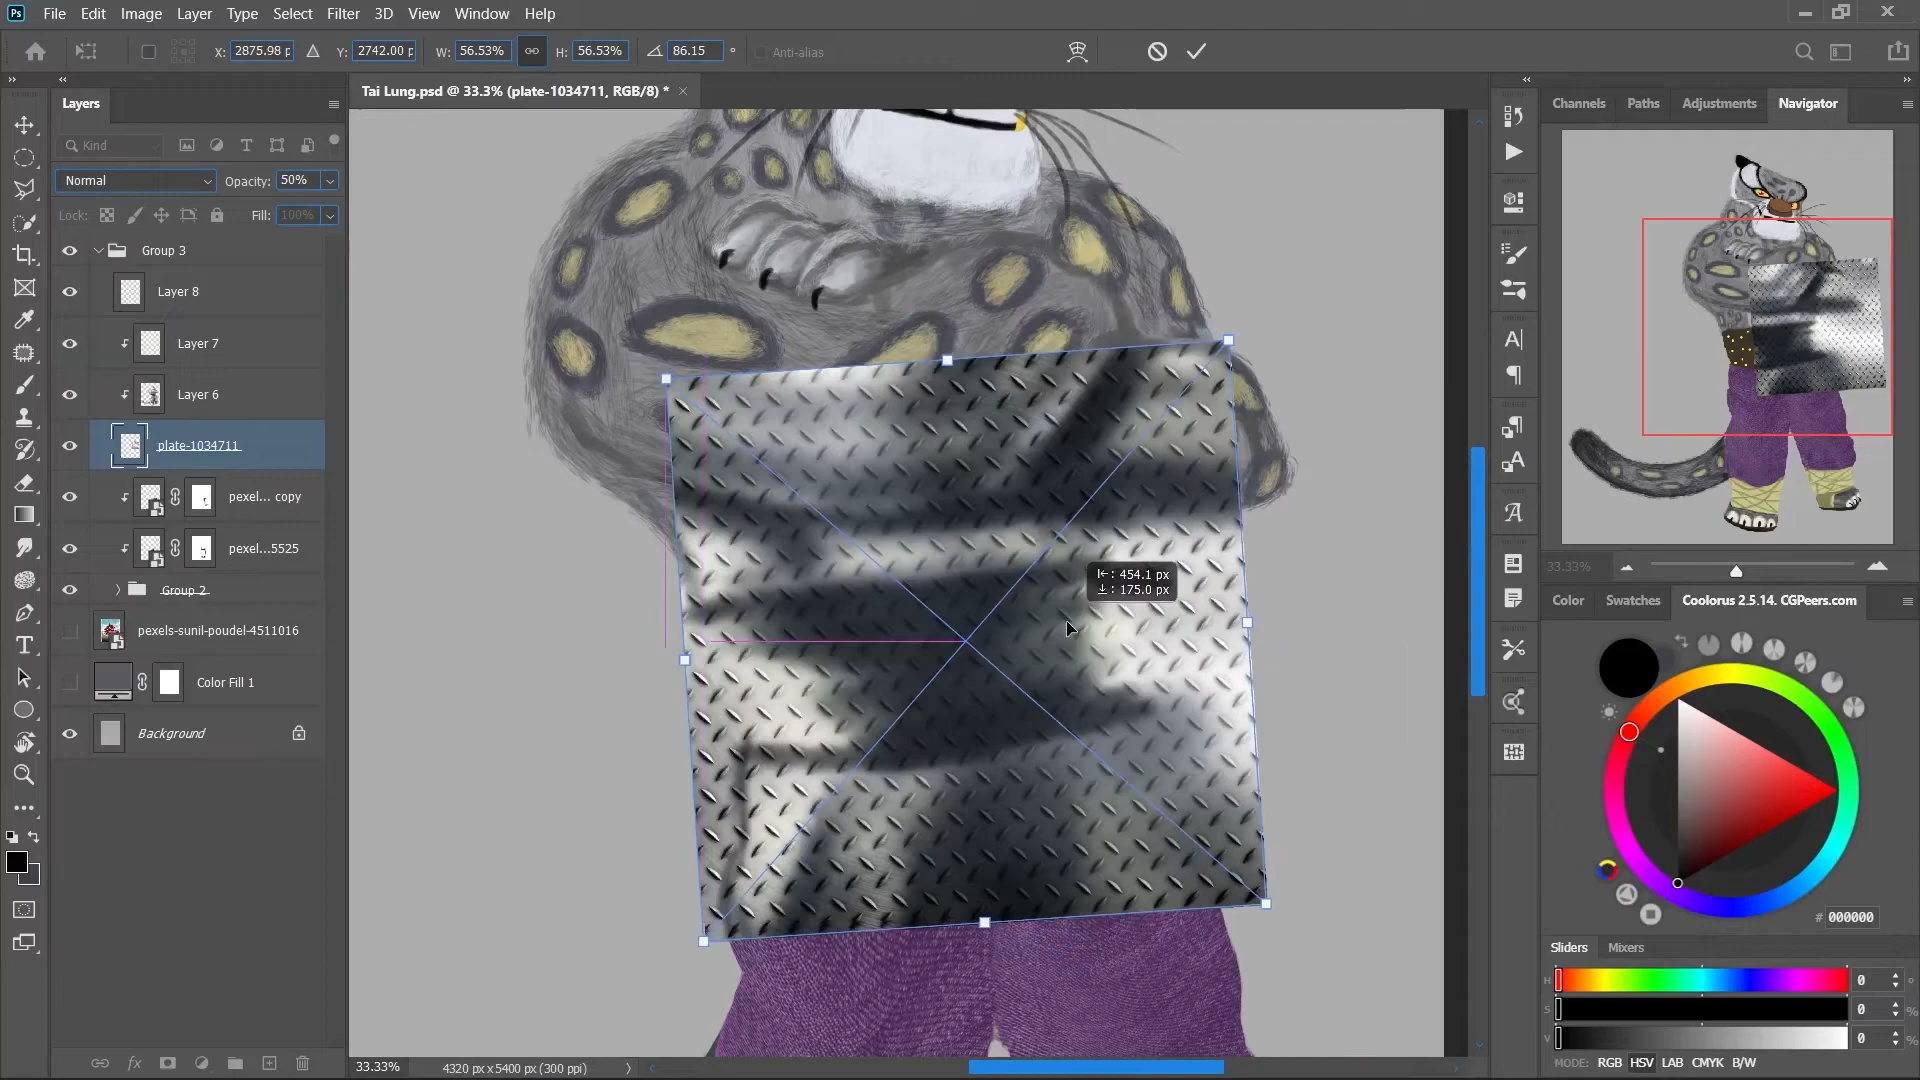 Ps File Edit Image Layer Type Select Filter 3D View Window Help
X: 2875.98 p Y: 2742.00 p W: 56.53% H: 56.53% 86.15 ° Anti-alias
Layers
Tai Lung.psd @ 33.3% (plate-1034711, RGB/8) *
Channels Paths Adjustments Navigator
Kind
Normal Opacity: 50%
Lock: Fill: 100%
Group 3
Layer 8
Layer 7
Layer 6
plate-1034711
pexel... copy
pexel...5525
Group 2
pexels-sunil-poudel-4511016
Color Fill 1
Background
: 454.1 px
: 175.0 px
33.33%
Color Swatches Coolorus 2.5.14. CGPeers.com
# 000000
Sliders Mixers
H 0 °
S 0 %
V 0 %
MODE: RGB HSV LAB CMYK B/W
33.33% 4320 px x 5400 px (300 ppi)